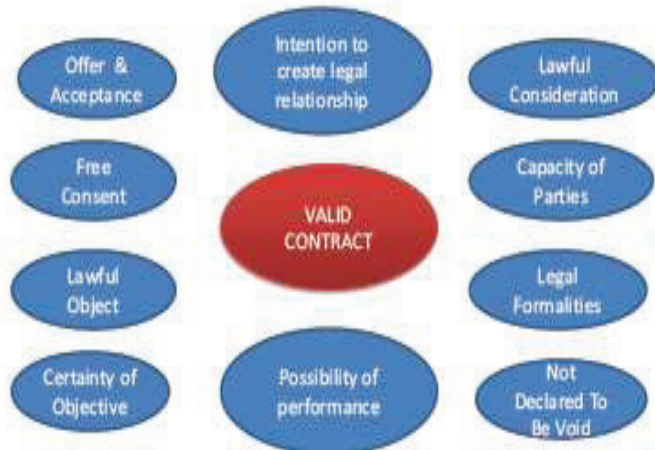 Offer &
Acceptance
Intention to
create legal
relationship
Lawful
Consideration
Free
Consent
VALID
CONTRACT
Capacity of
Parties
Lawful
Object
Legal
Formalities
Certainty of
Objective
Possibility of
performance
Not
Declared To
Be Void